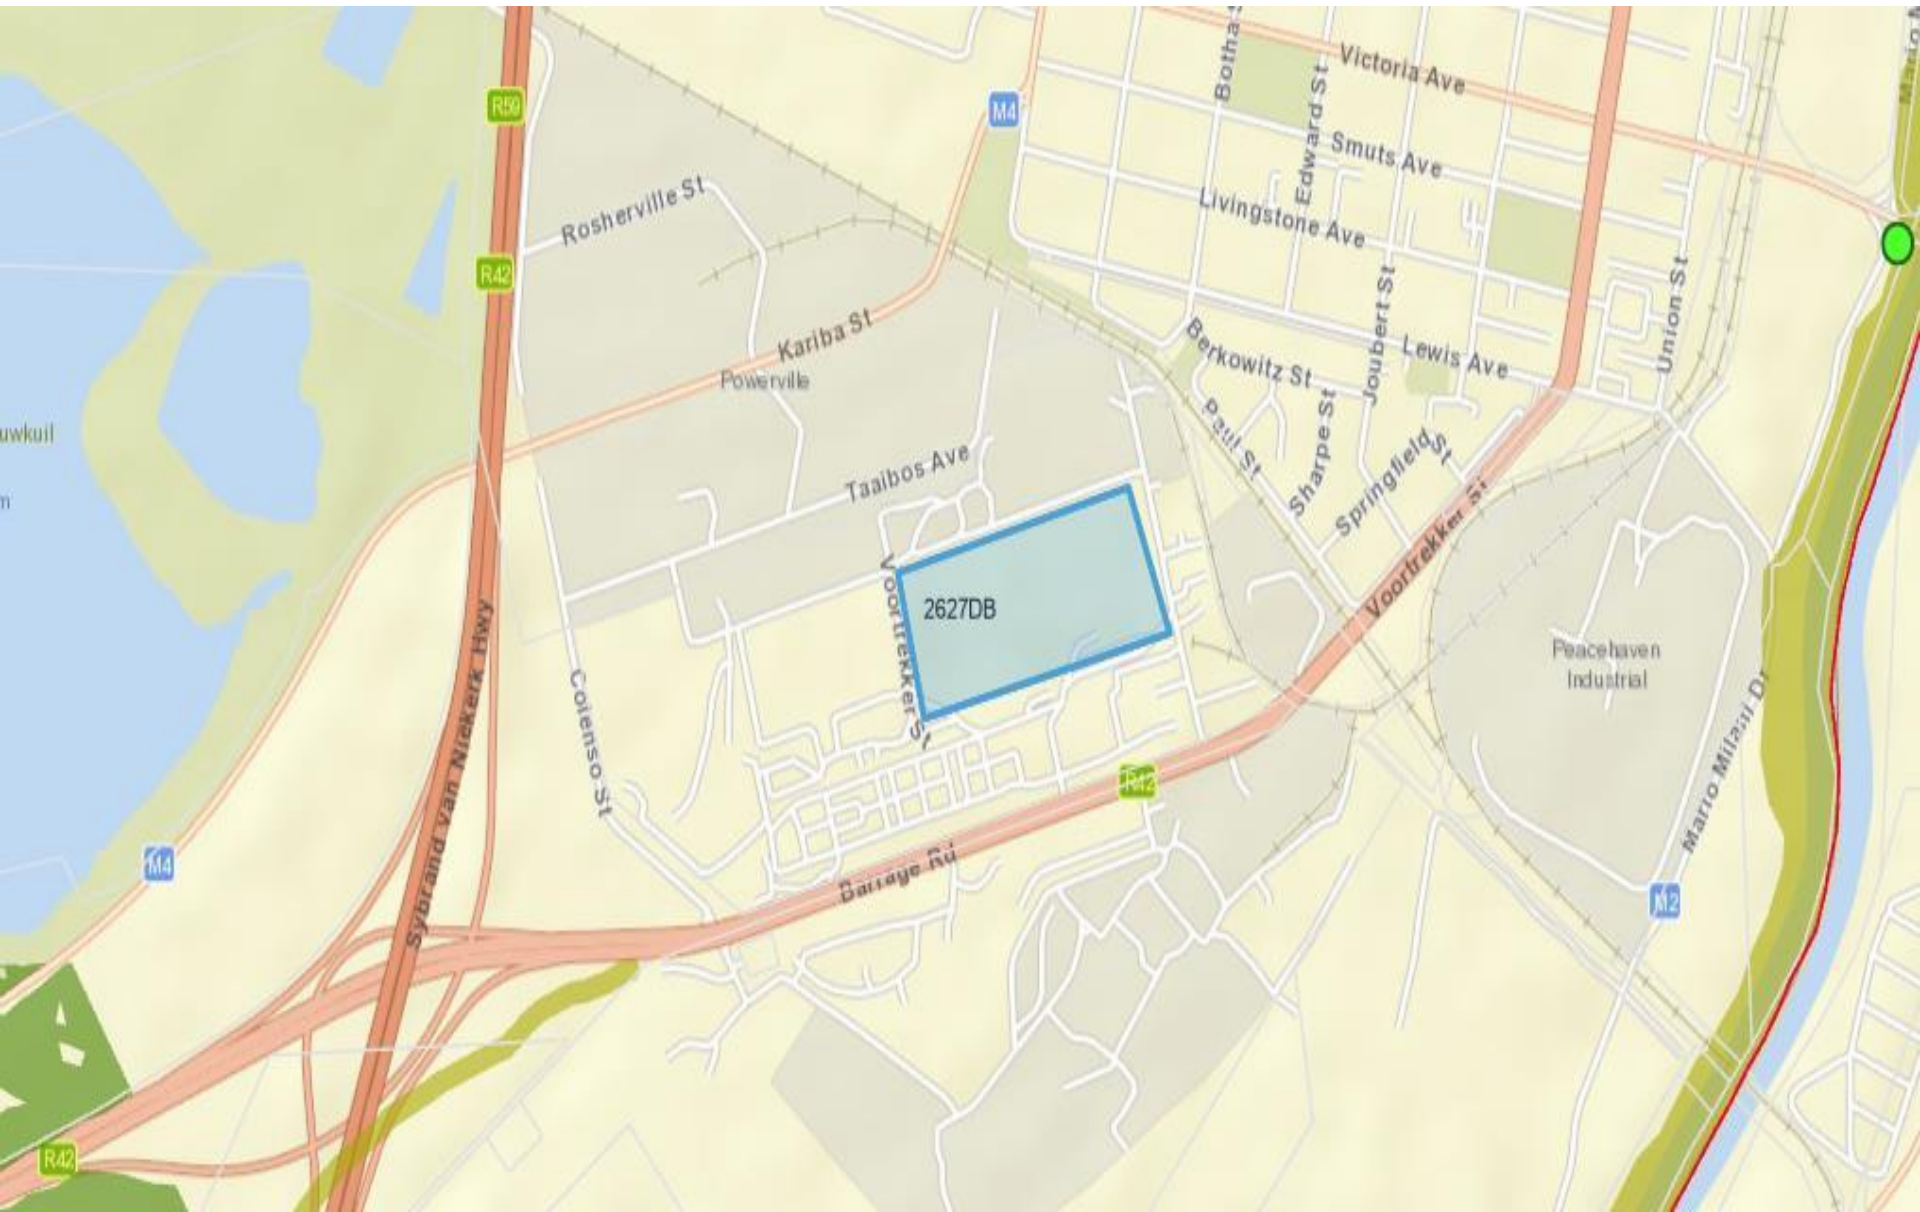 Botha
Victoria Ave
R59
M4
Edward St
Smuts Ave
Rosherville St
Livingstone Ave
R42
Joubert St
Union St
Kariba St
Berkowitz St
Lewis Ave
Powerville
Paul St
Sharpe St
Springfield St
uwkuil
Taaibos Ave
m
Voortrekker St
Voortrekker St
2627DB
Peacehaven
Industrial
Sybrand van Niekerk Hwy
Colenso St
Mario Milani Dr
R42
M4
Barrage Rd
M2
R42